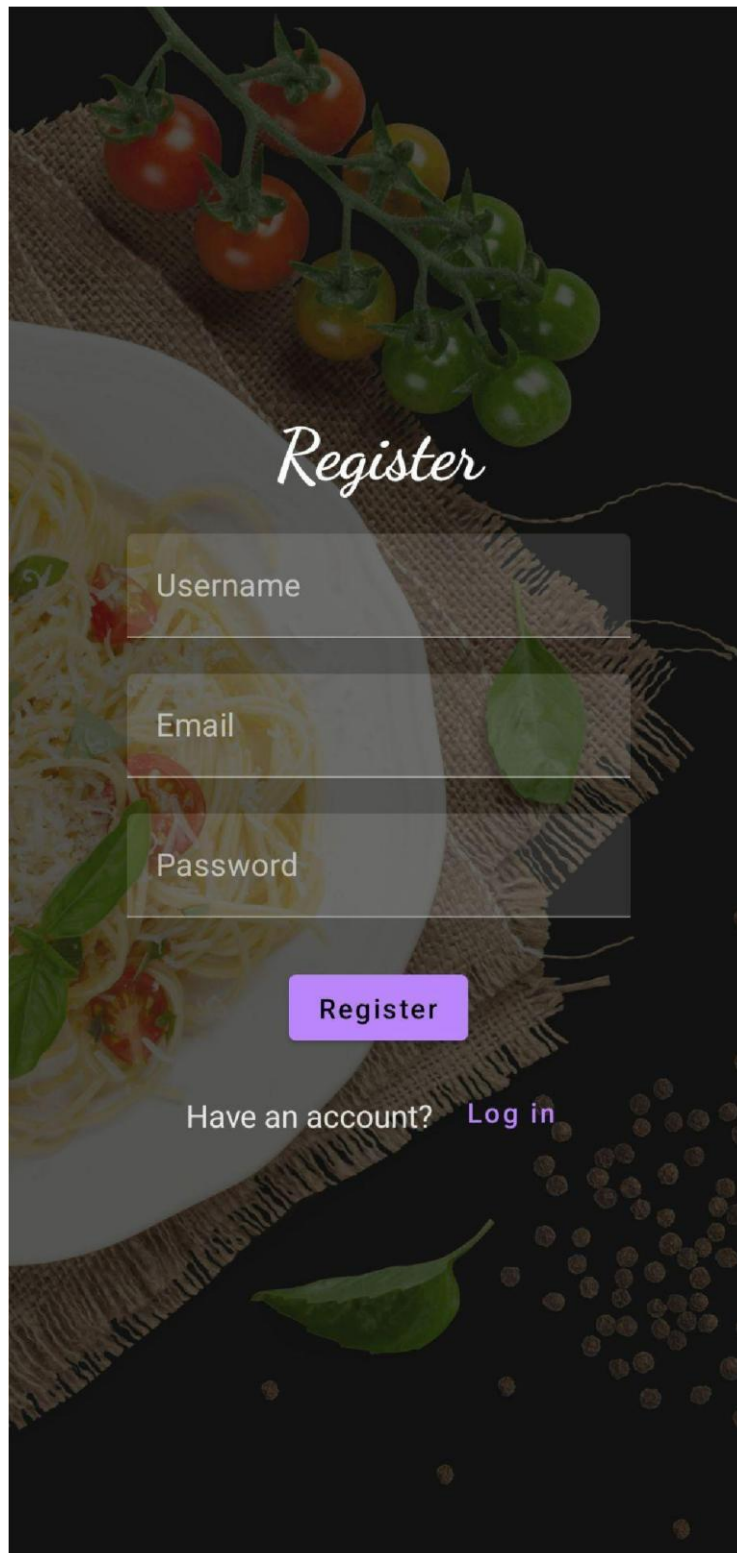 Register
Username
Email
Password
Register
Have an account? Log in